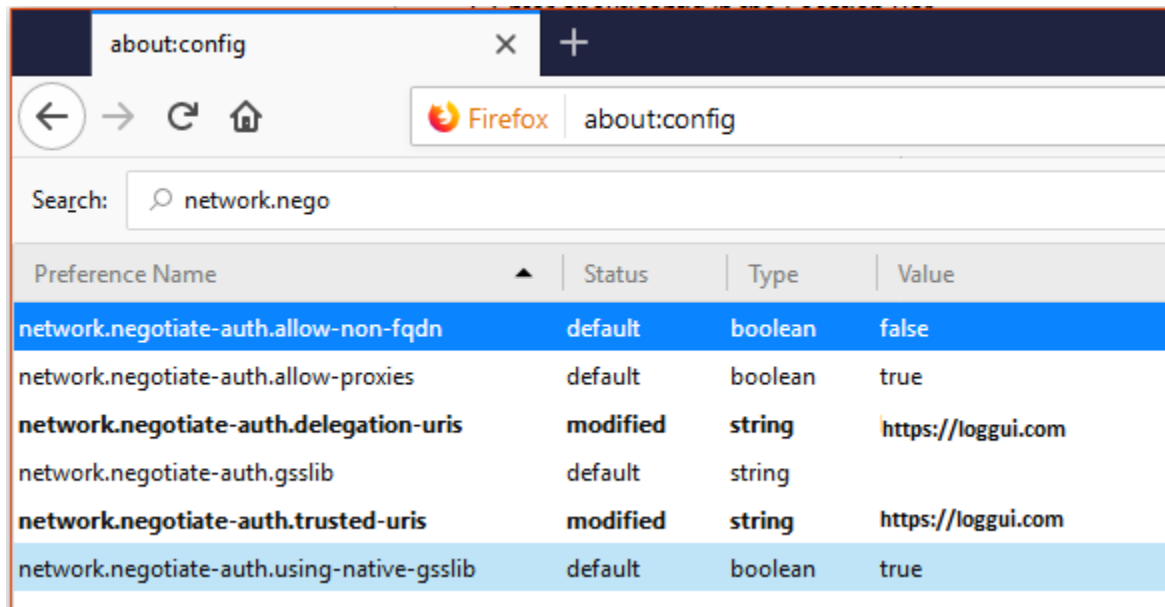 about:config
Firefox about:config
Search: network.nego
Preference Name Status Type Value
network.negotiate-auth.allow-non-fqdn default boolean false
network.negotiate-auth.allow-proxies default boolean true
network.negotiate-auth.delegation-uris modified string https://loggui.com
network.negotiate-auth.gsslib default string
network.negotiate-auth.trusted-uris modified string https://loggui.com
network.negotiate-auth.using-native-gsslib default boolean true